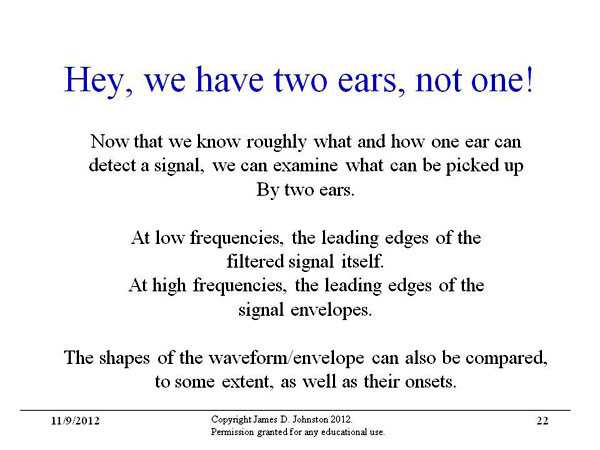 Hey, we have two ears, not one!
Now that we know roughly what and how one ear can
detect a signal, we can examine what can be picked up
By two ears.
At low frequencies, the leading edges of the
filtered signal itself.
At high frequencies, the leading edges of the
signal envelopes.
The shapes of the waveform/envelope can also be compared,
to some extent, as well as their onsets.
11/9/2012
Copyright James D. Johnston 2012.
Permission granted for any educational use.
22